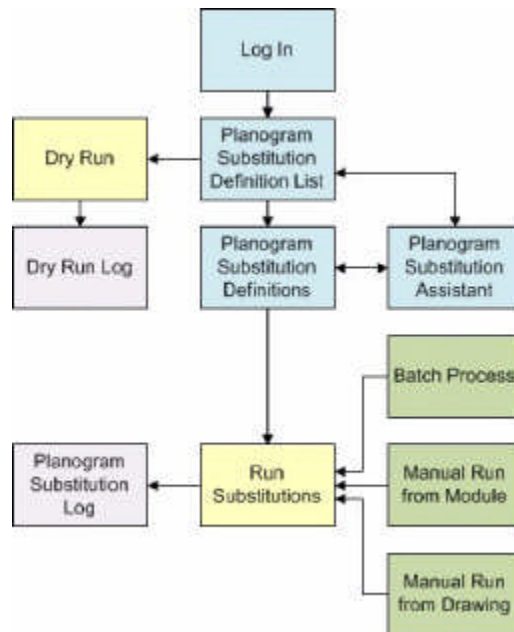 Log In
Dry Run
Planogram
Substitution
Definition List
Dry Run Log
Planogram
Substitution
Definitions
Planogram
Substitution
Assistant
Batch Process
Planogram
Substitution
Log
Run
Substitutions
Manual Run
from Module
Manual Run
from Drawing